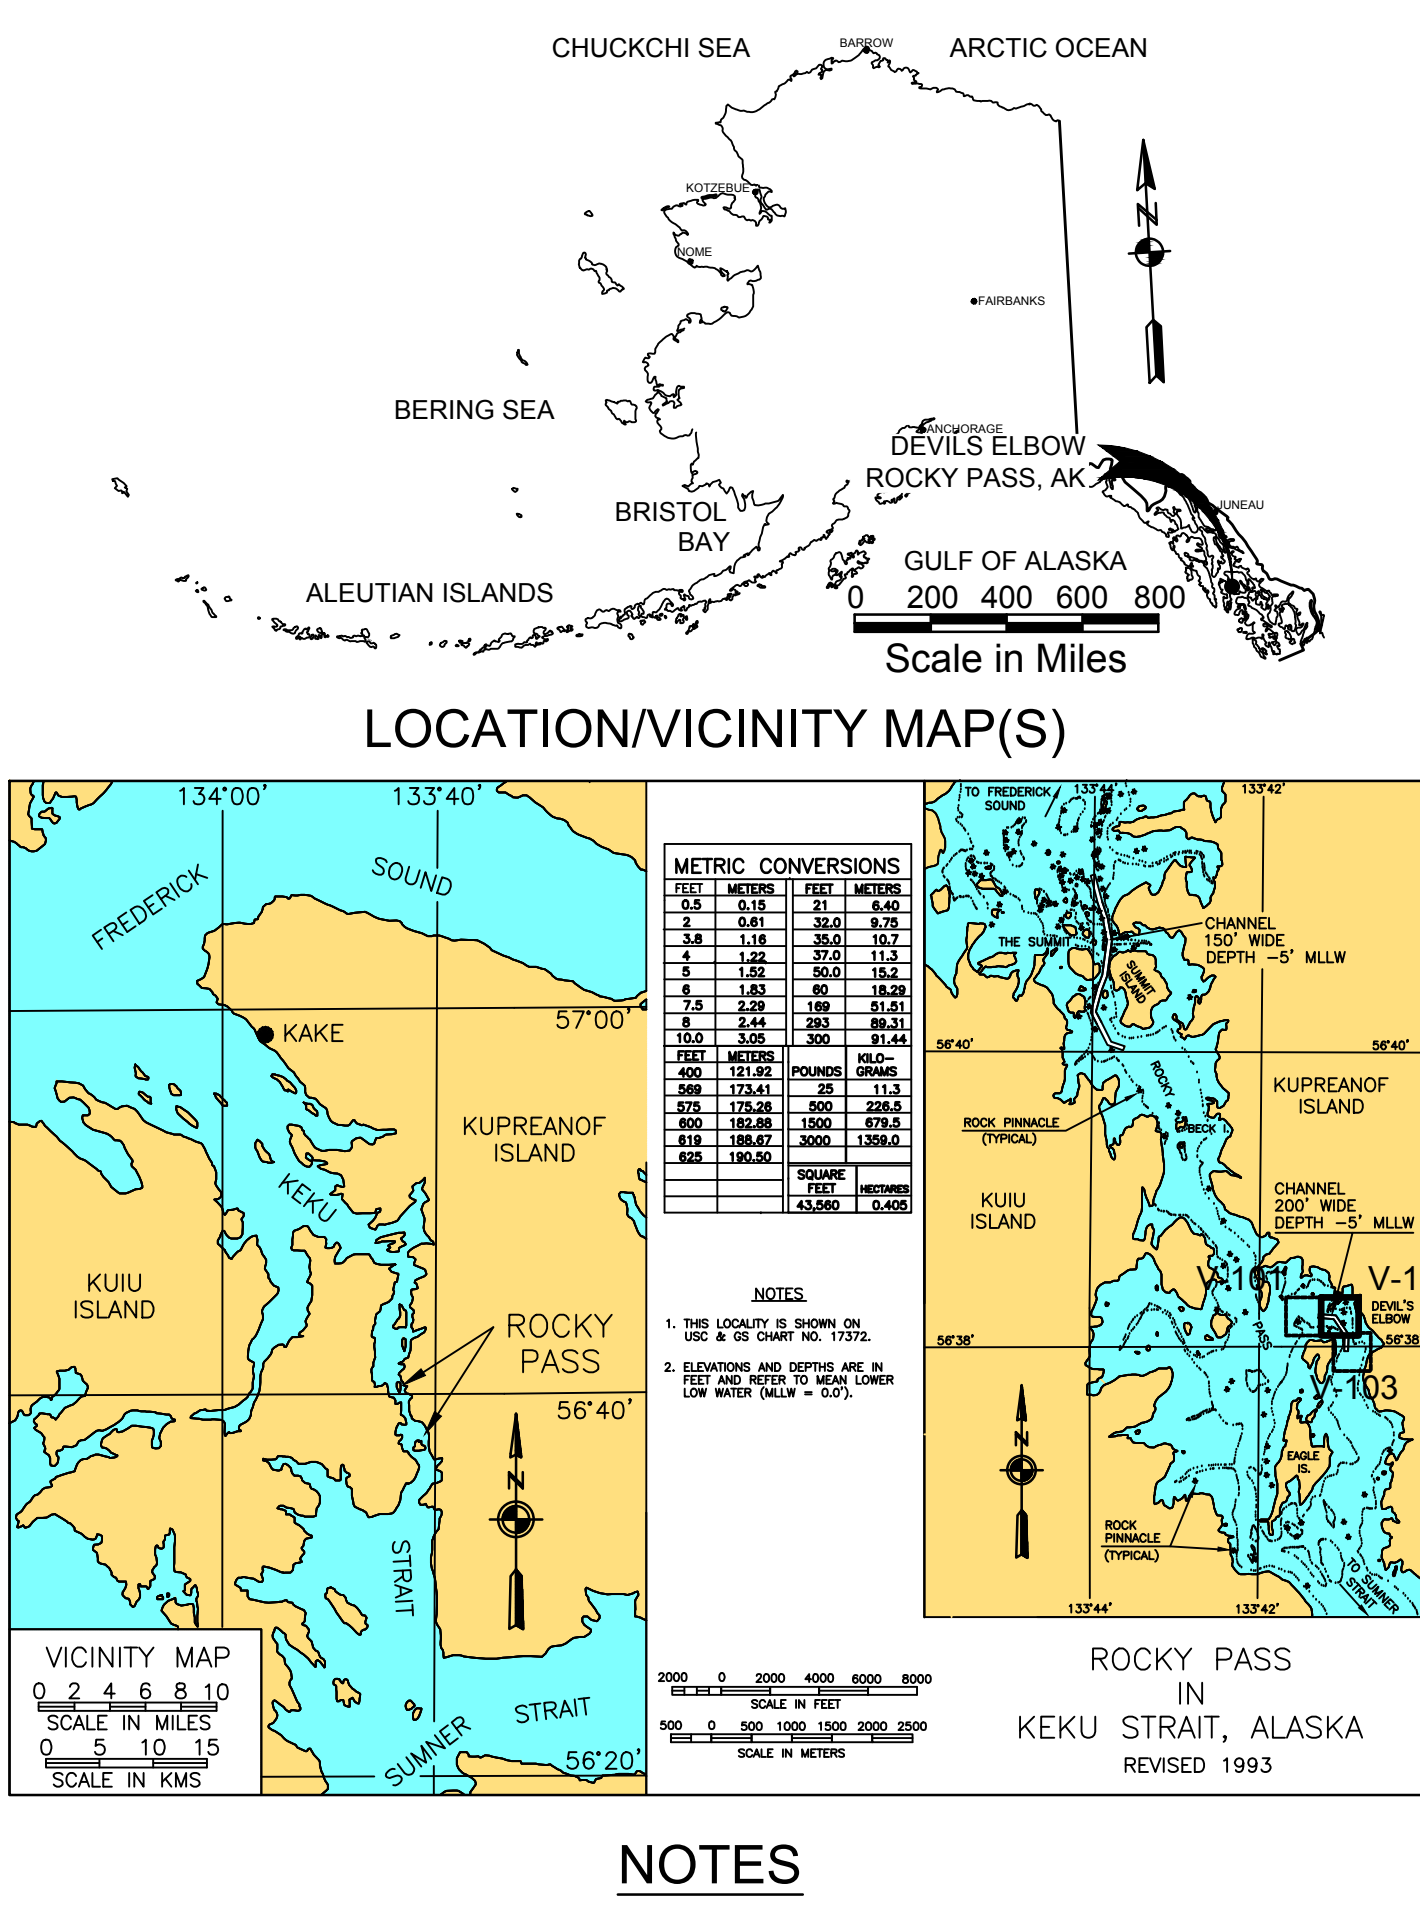 CHUCKCHI SEA
BARROW
ARCTIC OCEAN
KOTZEBUE
N
NOME
FAIRBANKS
BERING SEA
ANCHORAGE
DEVILS ELBOW
ROCKY PASS, AK
JUNEAU
BRISTOL
BAY
GULF OF ALASKA
ALEUTIAN ISLANDS
0 200 400 600 800
Scale in Miles
LOCATION/VICINITY MAP(S)
134°00'
133°40'
FREDERICK
SOUND
57°00'
KAKE
KUPREANOF
ISLAND
KEKU
KUIU
ISLAND
ROCKY
PASS
56°40'
N
STRAIT
VICINITY MAP
0 2 4 6 8 10
SCALE IN MILES
0 5 10 15
SCALE IN KMS
SUMNER
STRAIT
56°20'
METRIC CONVERSIONS
FEET METERS FEET METERS
0.5 0.15 21 6.40
2 0.61 32.0 9.75
3.8 1.16 35.0 10.7
4 1.22 37.0 11.3
5 1.52 50.0 15.2
6 1.83 60 18.29
7.5 2.29 169 51.51
8 2.44 293 89.31
10.0 3.05 300 91.44
FEET METERS POUNDS KILO-
GRAMS
400 121.92
569 173.41 25 11.3
575 175.26 500 226.5
600 182.88 1500 679.5
619 188.67 3000 1359.0
625 190.50
SQUARE
FEET HECTARES
43,560 0.405
NOTES
1. THIS LOCALITY IS SHOWN ON
USC & GS CHART NO. 17372.
2. ELEVATIONS AND DEPTHS ARE IN
FEET AND REFER TO MEAN LOWER
LOW WATER (MLLW = 0.0').
2000 0 2000 4000 6000 8000
SCALE IN FEET
500 0 500 1000 1500 2000 2500
SCALE IN METERS
TO FREDERICK
SOUND
133°44'
133°42'
CHANNEL
150' WIDE
DEPTH -5' MLLW
THE SUMMIT
SUMMIT
ISLAND
56°40'
56°40'
ROCKY
KUPREANOF
ISLAND
ROCK PINNACLE
(TYPICAL)
BECK I.
KUIU
ISLAND
CHANNEL
200' WIDE
DEPTH -5' MLLW
V-101
V-1
DEVIL'S
ELBOW
PASS
56°38'
56°38
V-103
N
EAGLE
IS.
ROCK
PINNACLE
(TYPICAL)
TO SUMNER
STRAIT
133°44'
133°42'
ROCKY PASS
IN
KEKU STRAIT, ALASKA
REVISED 1993
NOTES